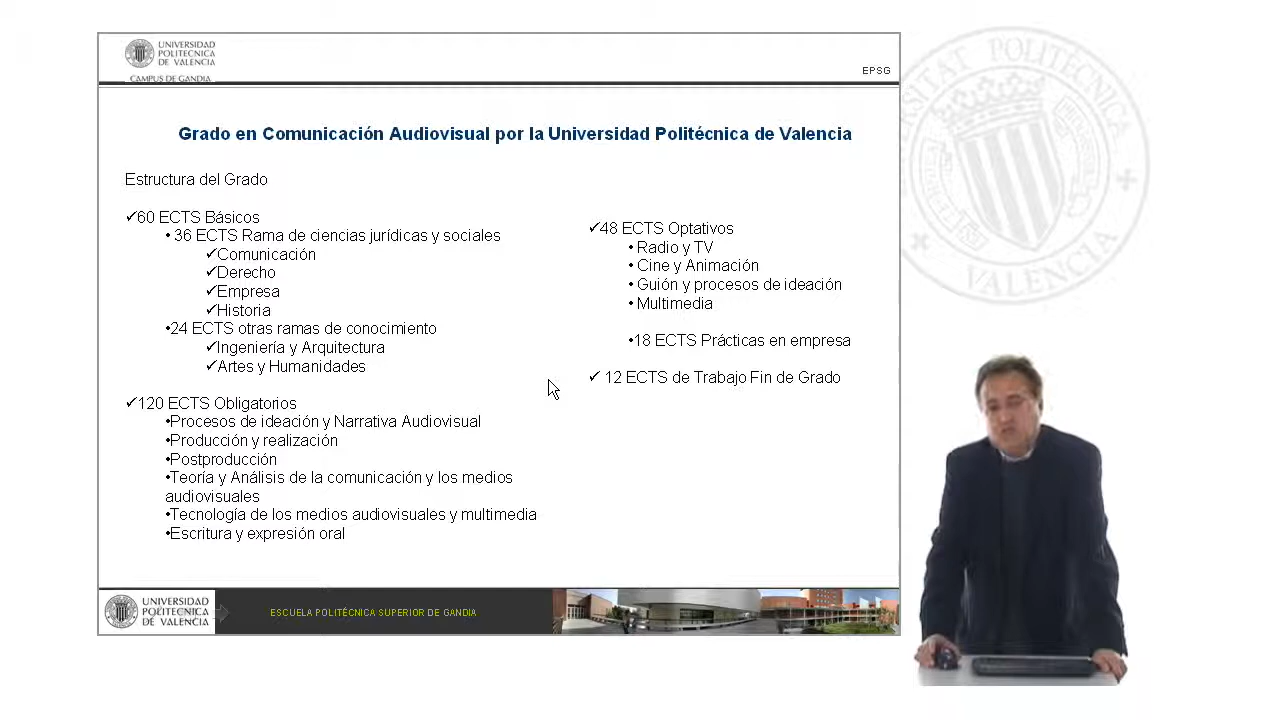 UNIVERSIDAD
POLITECNICA
DE VALENCIA
CAMPUS DE GANDIA
EPSG
Grado en Comunicación Audiovisual por la Universidad Politécnica de Valencia
Estructura del Grado
✓60 ECTS Básicos
• 36 ECTS Rama de ciencias jurídicas y sociales
✓Comunicación
✓Derecho
✓Empresa
✓Historia
•24 ECTS otras ramas de conocimiento
✓Ingeniería y Arquitectura
✓Artes y Humanidades
✓120 ECTS Obligatorios
•Procesos de ideación y Narrativa Audiovisual
•Producción y realización
•Postproducción
•Teoría y Análisis de la comunicación y los medios
audiovisuales
•Tecnología de los medios audiovisuales y multimedia
•Escritura y expresión oral
✓48 ECTS Optativos
• Radio y TV
• Cine y Animación
• Guión y procesos de ideación
• Multimedia
•18 ECTS Prácticas en empresa
✓ 12 ECTS de Trabajo Fin de Grado
UNIVERSIDAD
POLITECNICA
DE VALENCIA
ESCUELA POLITÉCNICA SUPERIOR DE GANDIA
UNIVERSITAT POLITECNICA
VALENCIA